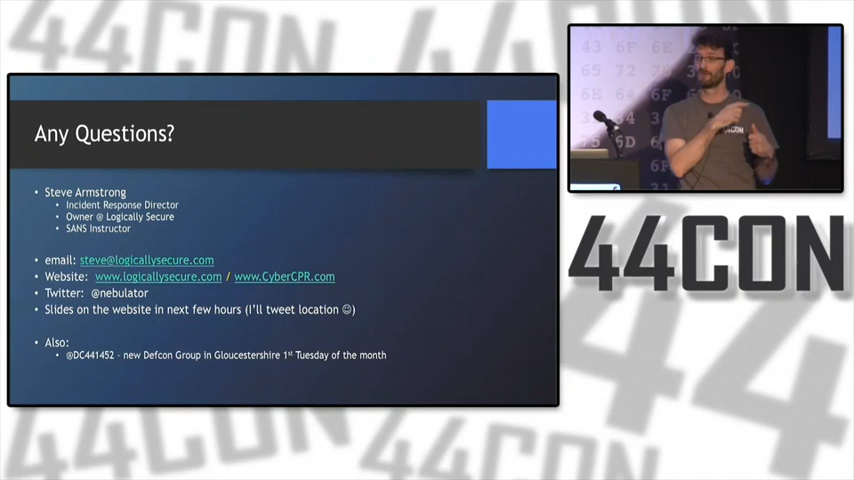 Any Questions?
• Steve Armstrong
• Incident Response Director
• Owner @ Logically Secure
• SANS Instructor
• email: steve@logicallysecure.com
• Website: www.logicallysecure.com / www.CyberCPR.com
• Twitter: @nebulator
• Slides on the website in next few hours (I'll tweet location ☺)
• Also:
• @DC441452 – new Defcon Group in Gloucestershire 1st Tuesday of the month
44CON